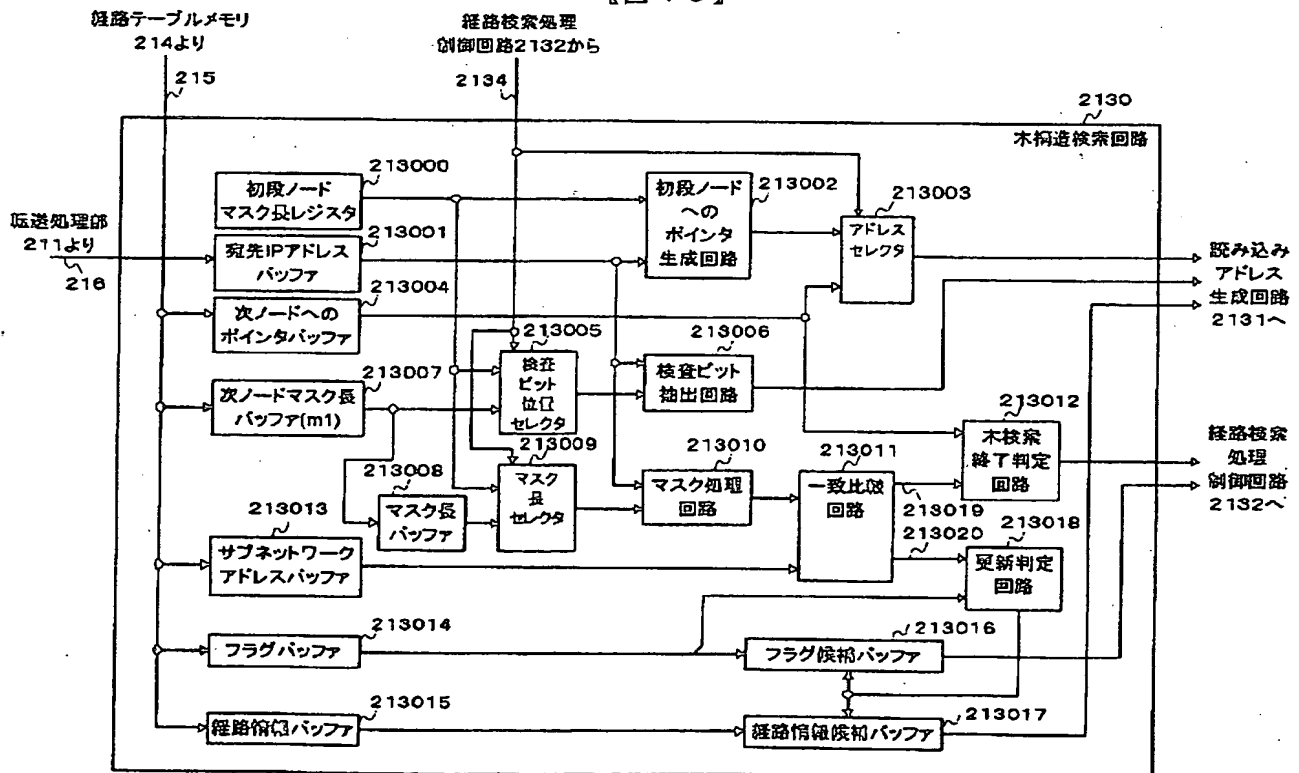 経路テーブルメモリ
214より
215
経路検索処理
制御回路2132から
2134
2130
木構造検索回路
転送処理部
211より
216
213000
初段ノード
マスク長レジスタ
213001
宛先IPアドレス
バッファ
213004
次ノードへの
ポインタバッファ
213002
初段ノード
への
ポインタ
生成回路
213003
アドレス
セレクタ
読み込み
アドレス
生成回路
2131へ
213005
検査
ビット
位置
セレクタ
213006
検査ビット
抽出回路
213007
次ノードマスク長
バッファ(m1)
213008
マスク長
バッファ
213009
マスク
長
セレクタ
213010
マスク処理
回路
213011
一致比較
回路
213012
木検索
終了判定
回路
経路検索
処理
制御回路
2132へ
213019
213020
213018
更新判定
回路
213013
サブネットワーク
アドレスバッファ
213014
フラグバッファ
213016
フラグ候補バッファ
213015
経路情報バッファ
213017
経路情報候補バッファ